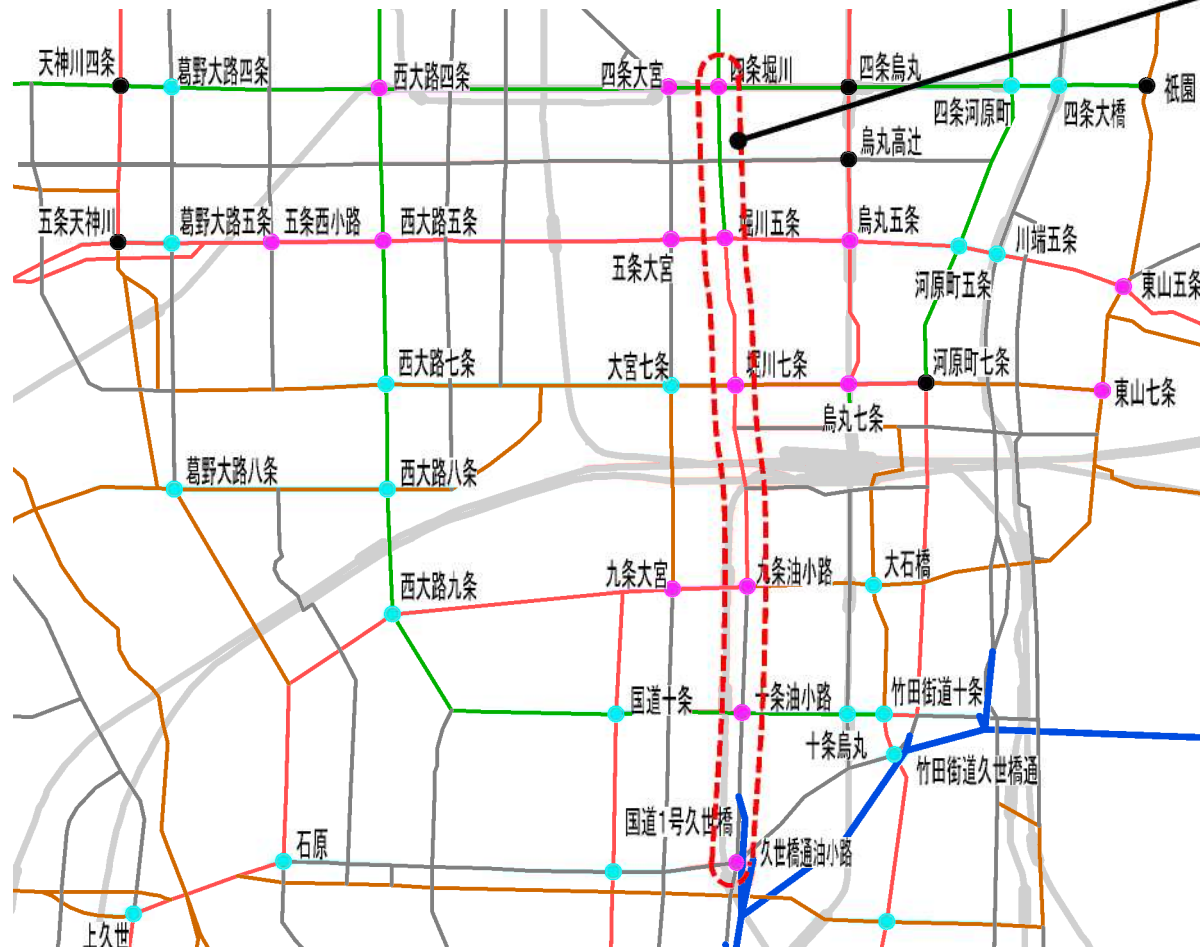 天神川四条
葛野大路四条
西大路四条
四条大宮
四条堀川
四条烏丸
四条河原町
四条大橋
祇園
烏丸高辻
五条天神川
葛野大路五条
五条西小路
西大路五条
五条大宮
堀川五条
烏丸五条
河原町五条
川端五条
東山五条
西大路七条
大宮七条
堀川七条
烏丸七条
河原町七条
東山七条
葛野大路八条
西大路八条
西大路九条
九条大宮
九条油小路
大石橋
国道十条
十条油小路
竹田街道十条
十条烏丸
竹田街道久世橋通
国道1号久世橋
久世橋通油小路
石原
上久世